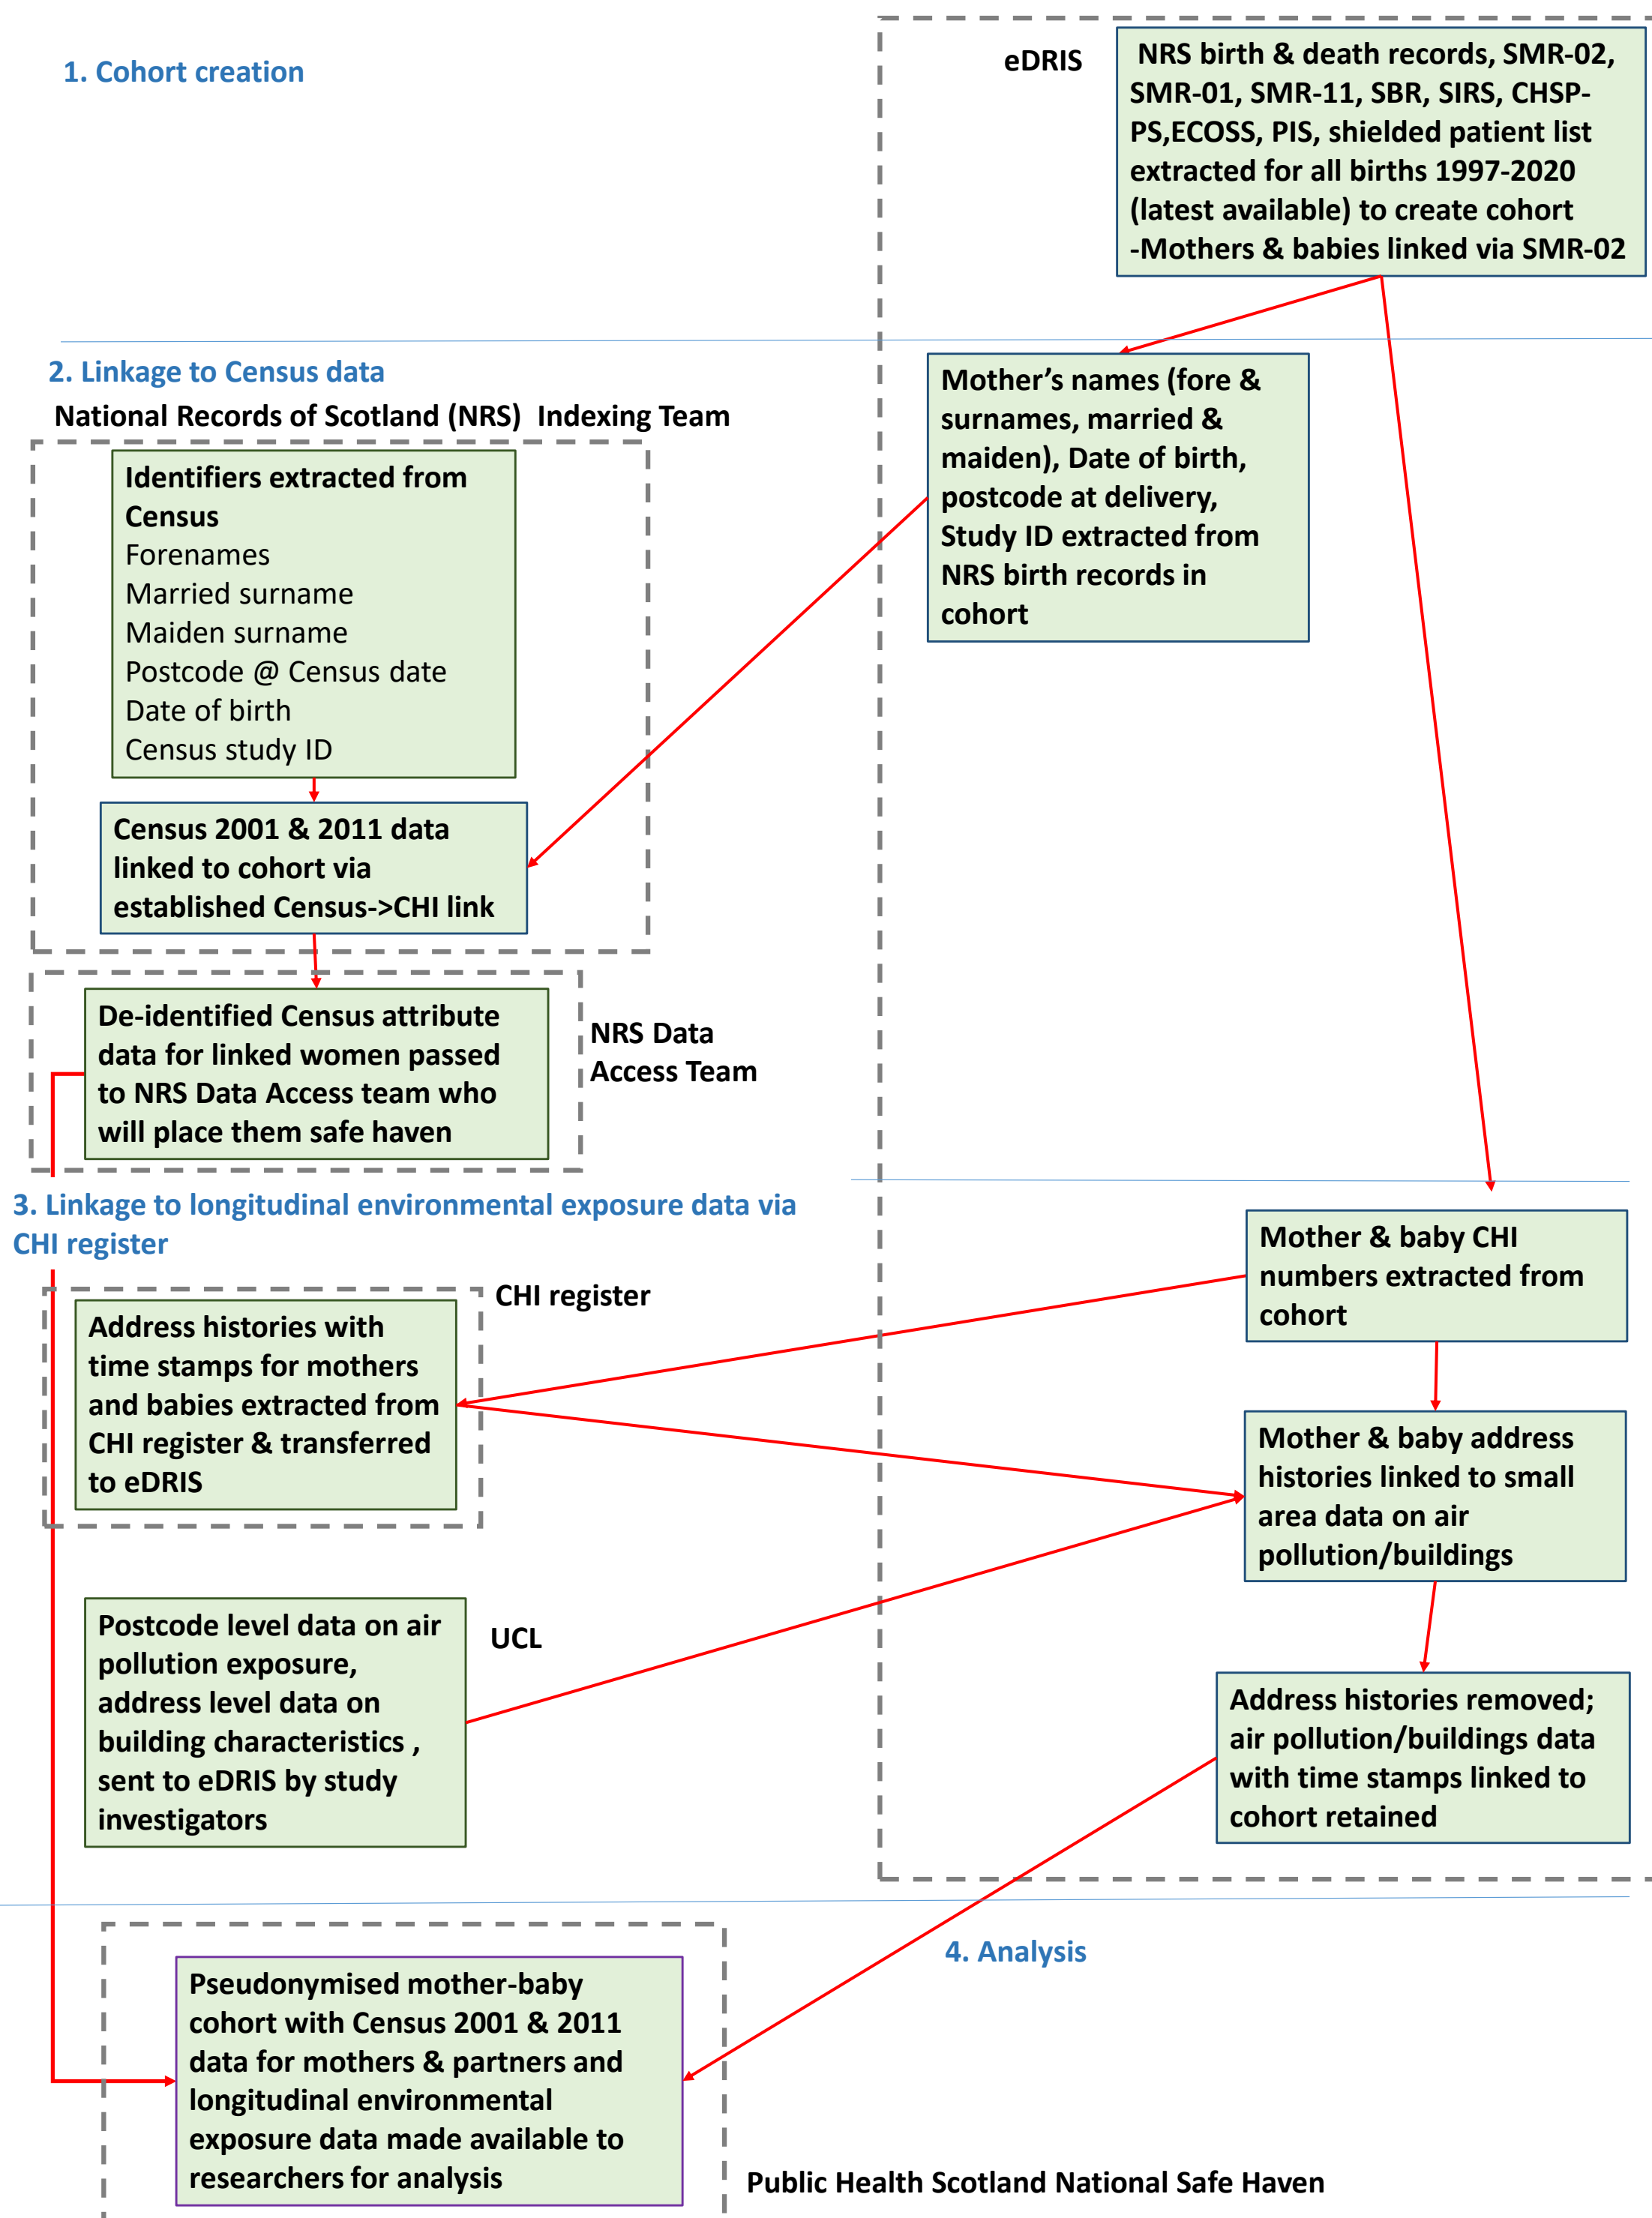 1. Cohort creation
eDRIS
NRS birth & death records, SMR-02,
SMR-01, SMR-11, SBR, SIRS, CHSP-
PS,ECOSS, PIS, shielded patient list
extracted for all births 1997-2020
(latest available) to create cohort
-Mothers & babies linked via SMR-02
2. Linkage to Census data
National Records of Scotland (NRS) Indexing Team
Identifiers extracted from
Census
Forenames
Married surname
Maiden surname
Postcode @ Census date
Date of birth
Census study ID
Mother's names (fore &
surnames, married &
maiden), Date of birth,
postcode at delivery,
Study ID extracted from
NRS birth records in
cohort
Census 2001 & 2011 data
linked to cohort via
established Census->CHI link
De-identified Census attribute
data for linked women passed
to NRS Data Access team who
will place them safe haven
NRS Data
Access Team
3. Linkage to longitudinal environmental exposure data via
CHI register
CHI register
Address histories with
time stamps for mothers
and babies extracted from
CHI register & transferred
to eDRIS
Mother & baby CHI
numbers extracted from
cohort
Mother & baby address
histories linked to small
area data on air
pollution/buildings
Postcode level data on air
pollution exposure,
address level data on
building characteristics ,
sent to eDRIS by study
investigators
UCL
Address histories removed;
air pollution/buildings data
with time stamps linked to
cohort retained
4. Analysis
Pseudonymised mother-baby
cohort with Census 2001 & 2011
data for mothers & partners and
longitudinal environmental
exposure data made available to
researchers for analysis
Public Health Scotland National Safe Haven